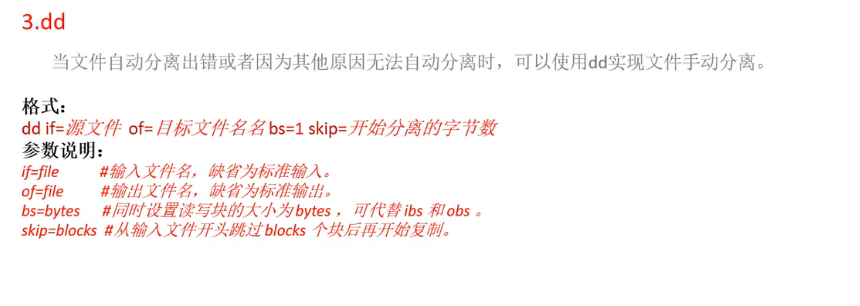 3.dd
当文件自动分离出错或者因为其他原因无法自动分离时，可以使用dd实现文件手动分离。
格式：
dd if=源文件 of=目标文件名名 bs=1 skip=开始分离的字节数
参数说明：
if=file #输入文件名，缺省为标准输入。
of=file #输出文件名，缺省为标准输出。
bs=bytes #同时设置读写块的大小为 bytes ，可代替 ibs 和 obs 。
skip=blocks #从输入文件开头跳过 blocks 个块后再开始复制。